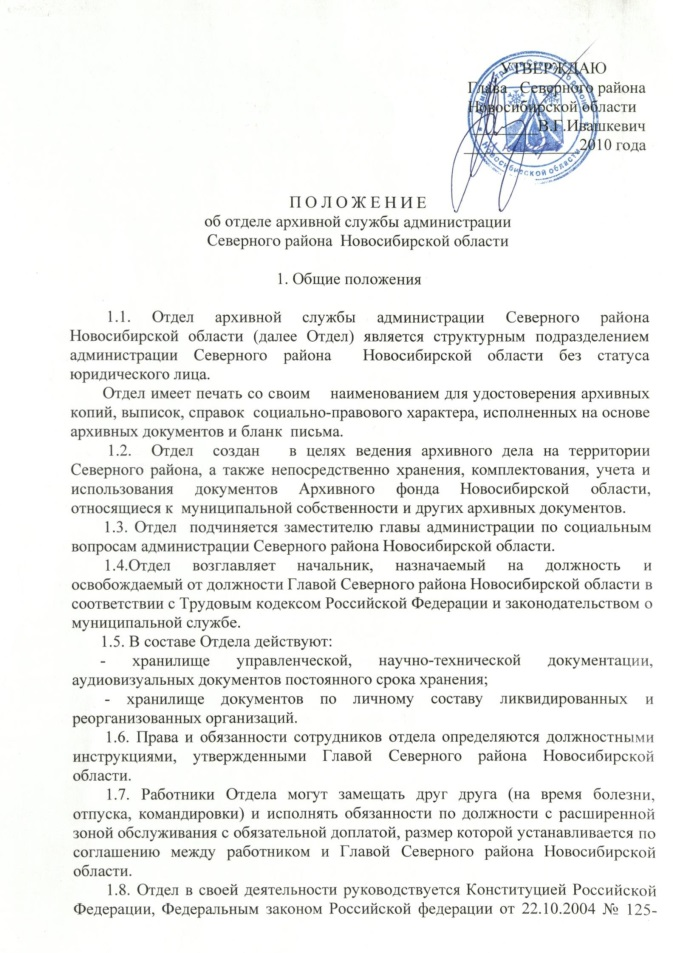 УТВЕРЖДАЮ
Глава Северного района
Новосибирской области
В.Г.Ивашкевич
2010 года
П О Л О Ж Е Н И Е
об отделе архивной службы администрации
Северного района Новосибирской области
1. Общие положения
1.1. Отдел архивной службы администрации Северного района
Новосибирской области (далее Отдел) является структурным подразделением
администрации Северного района Новосибирской области без статуса
юридического лица.
Отдел имеет печать со своим наименованием для удостоверения архивных
копий, выписок, справок социально-правового характера, исполненных на основе
архивных документов и бланк письма.
1.2. Отдел создан в целях ведения архивного дела на территории
Северного района, а также непосредственно хранения, комплектования, учета и
использования документов Архивного фонда Новосибирской области,
относящиеся к муниципальной собственности и других архивных документов.
1.3. Отдел подчиняется заместителю главы администрации по социальным
вопросам администрации Северного района Новосибирской области.
1.4.Отдел возглавляет начальник, назначаемый на должность и
освобождаемый от должности Главой Северного района Новосибирской области в
соответствии с Трудовым кодексом Российской Федерации и законодательством о
муниципальной службе.
1.5. В составе Отдела действуют:
- хранилище управленческой, научно-технической документации,
аудиовизуальных документов постоянного срока хранения;
- хранилище документов по личному составу ликвидированных и
реорганизованных организаций.
1.6. Права и обязанности сотрудников отдела определяются должностными
инструкциями, утвержденными Главой Северного района Новосибирской
области.
1.7. Работники Отдела могут замещать друг друга (на время болезни,
отпуска, командировки) и исполнять обязанности по должности с расширенной
зоной обслуживания с обязательной доплатой, размер которой устанавливается по
соглашению между работником и Главой Северного района Новосибирской
области.
1.8. Отдел в своей деятельности руководствуется Конституцией Российской
Федерации, Федеральным законом Российской федерации от 22.10.2004 № 125-